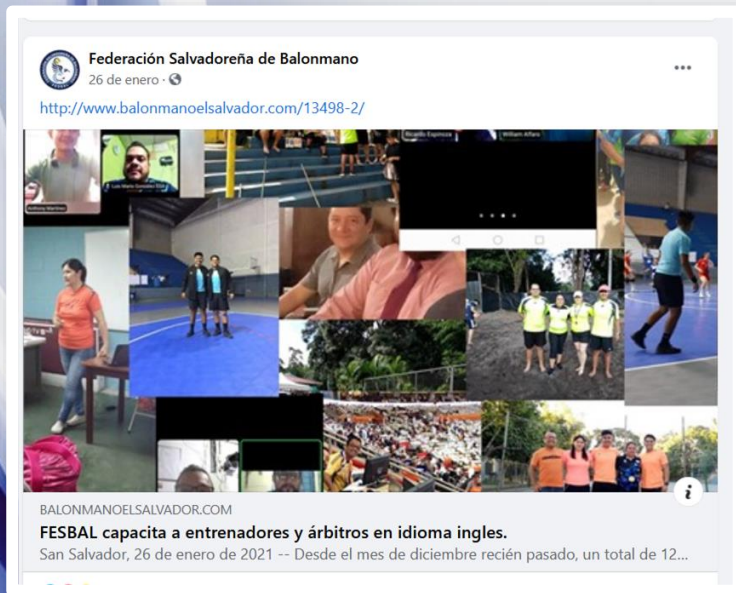 Federación Salvadoreña de Balonmano
26 de enero ·
http://www.balonmanoelsalvador.com/13498-2/
Ricardo Espinoza
William Alfaro
Anthony Martinez
BALONMANOELSALVADOR.COM
FESBAL capacita a entrenadores y árbitros en idioma ingles.
San Salvador, 26 de enero de 2021 -- Desde el mes de diciembre recién pasado, un total de 12...